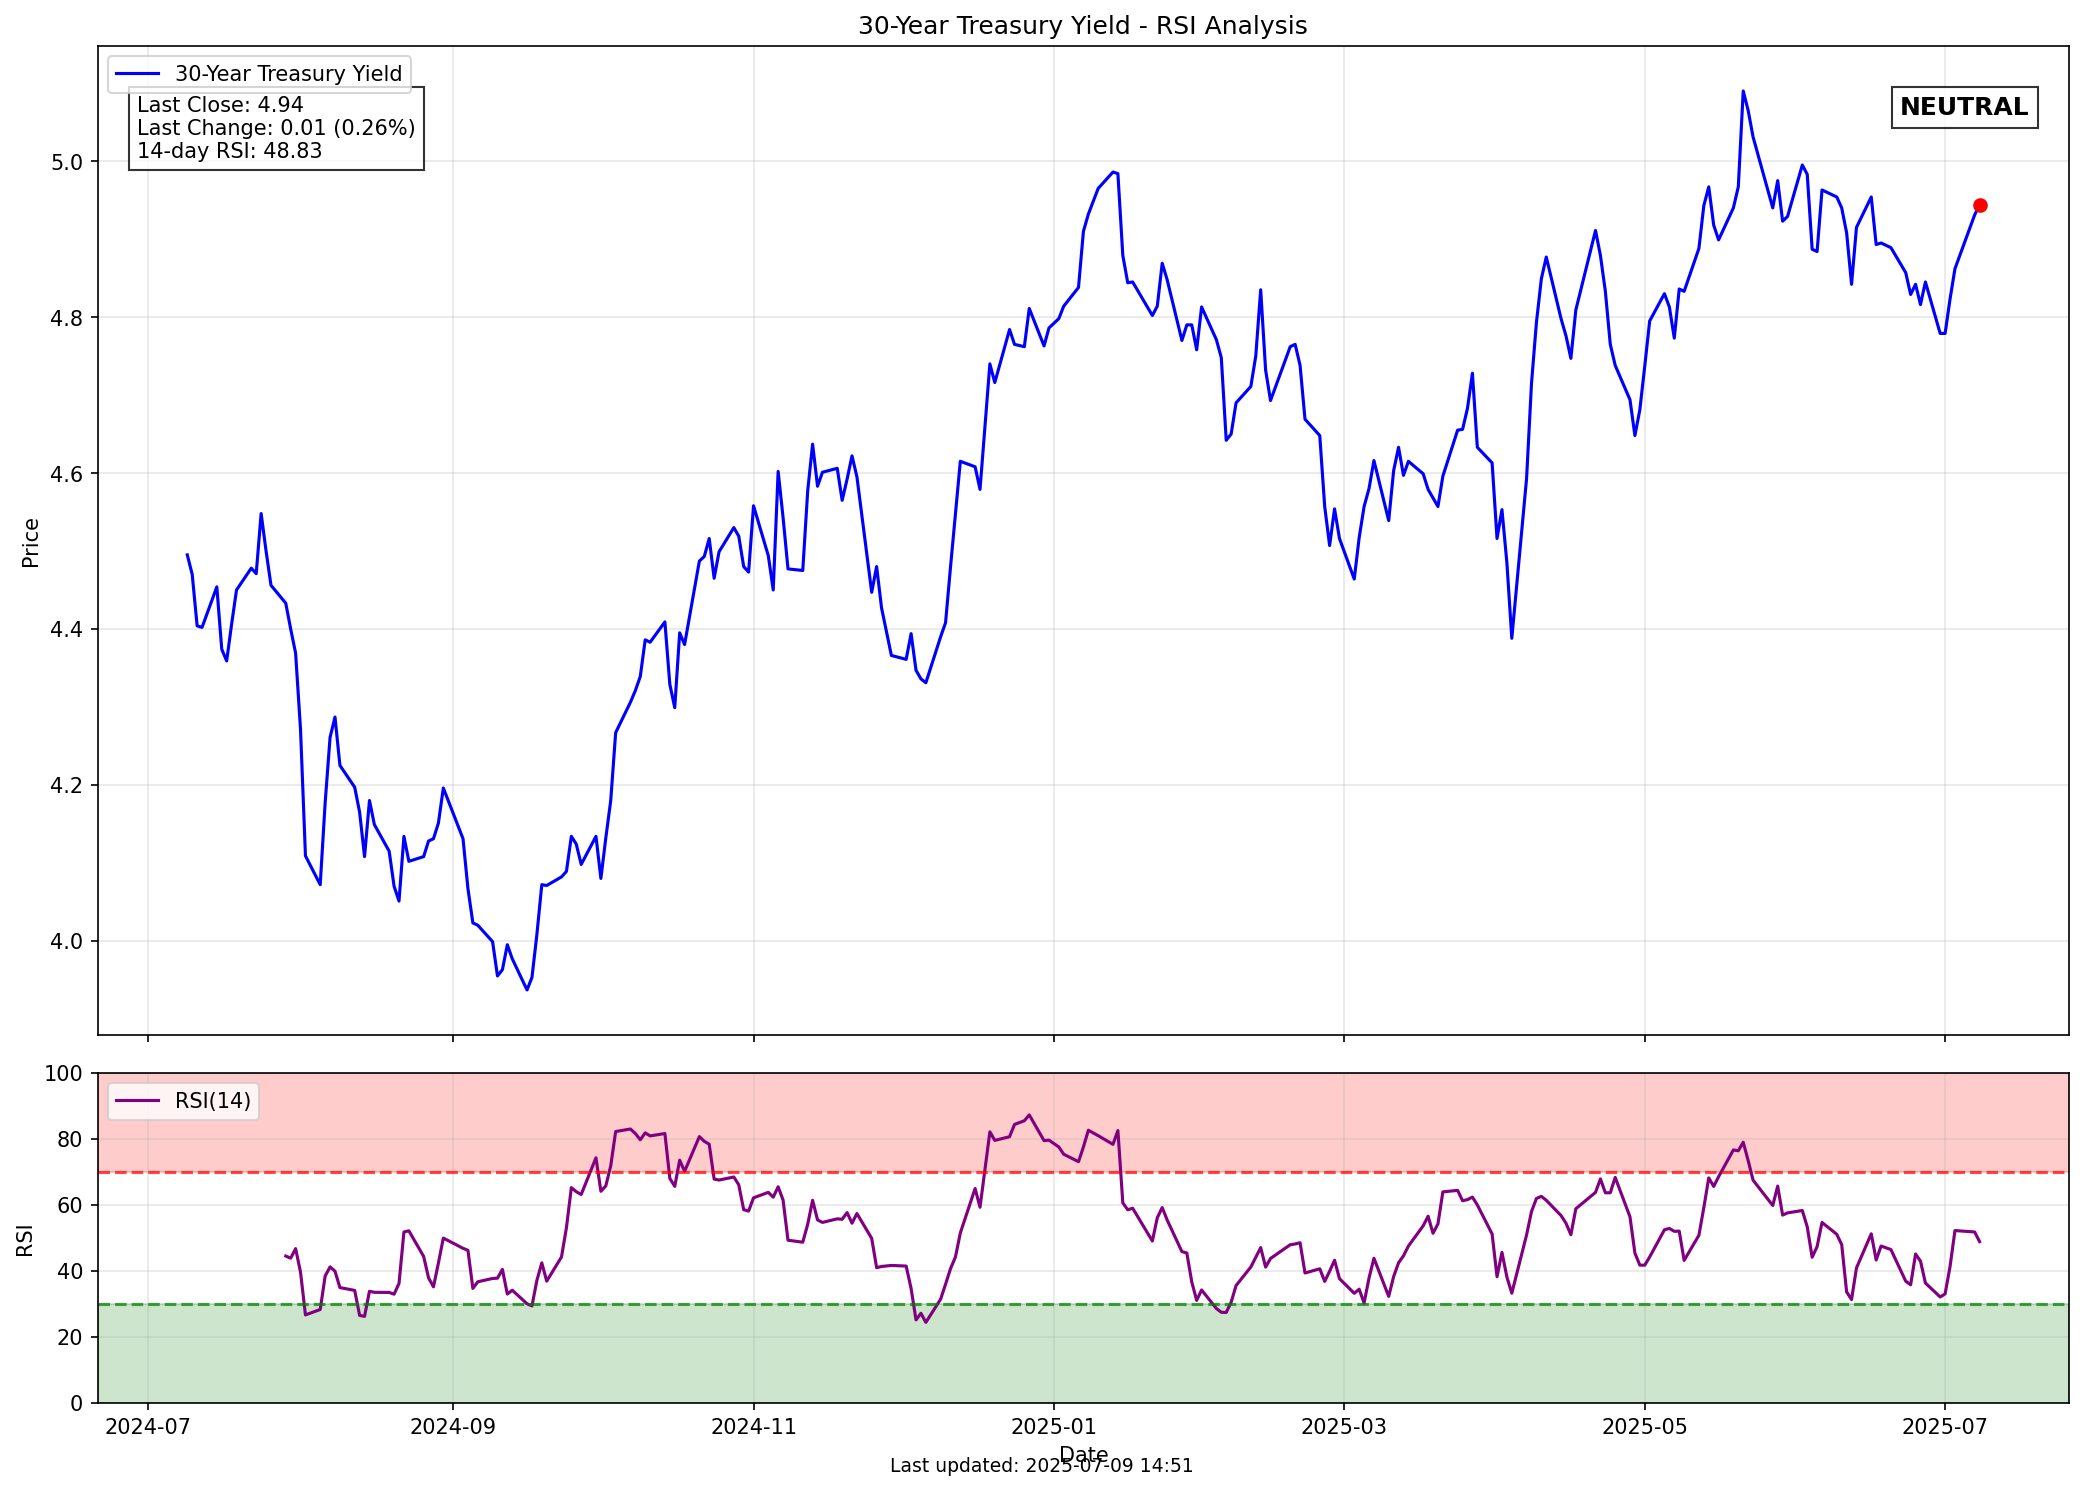 30-Year Treasury Yield - RSI Analysis
30-Year Treasury Yield
Last Close: 4.94
Last Change: 0.01 (0.26%)
14-day RSI: 48.83
NEUTRAL
Price
5.0
4.8
4.6
4.4
4.2
4.0
RSI(14)
RSI
100
80
60
40
20
0
2024-07
2024-09
2024-11
2025-01
2025-03
2025-05
2025-07
Date
Last updated: 2025-07-09 14:51